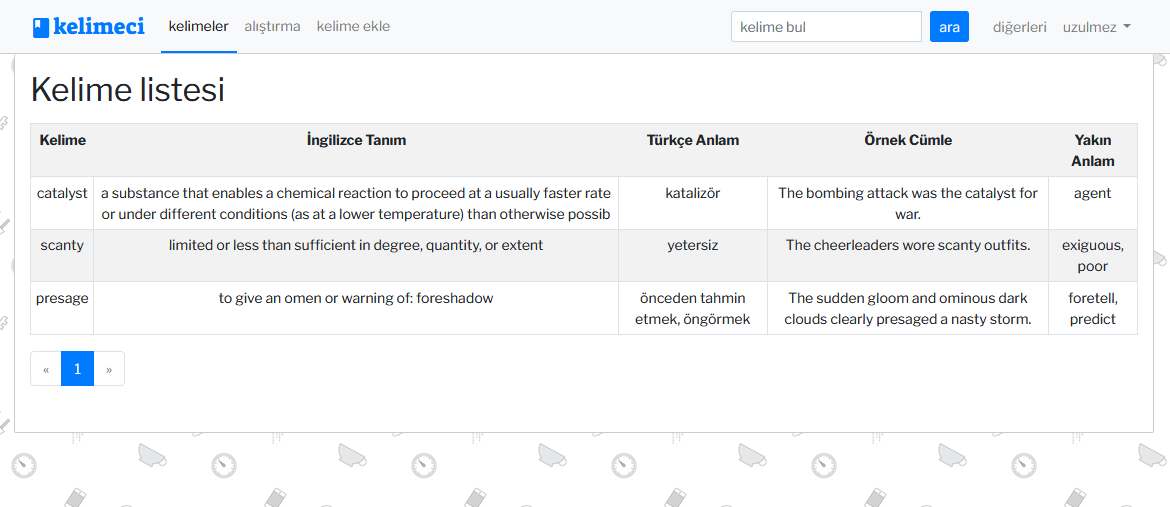 kelimeci kelimeler alıştırma kelime ekle kelime bul ara diğerleri uzulmez
Kelime listesi
Kelime İngilizce Tanım Türkçe Anlam Örnek Cümle Yakın
Anlam
catalyst a substance that enables a chemical reaction to proceed at a usually faster rate katalizör The bombing attack was the catalyst for agent
or under different conditions (as at a lower temperature) than otherwise possib war.
scanty limited or less than sufficient in degree, quantity, or extent yetersiz The cheerleaders wore scanty outfits. exiguous,
poor
presage to give an omen or warning of: foreshadow önceden tahmin The sudden gloom and ominous dark foretell,
etmek, öngörmek clouds clearly presaged a nasty storm. predict
« 1 »